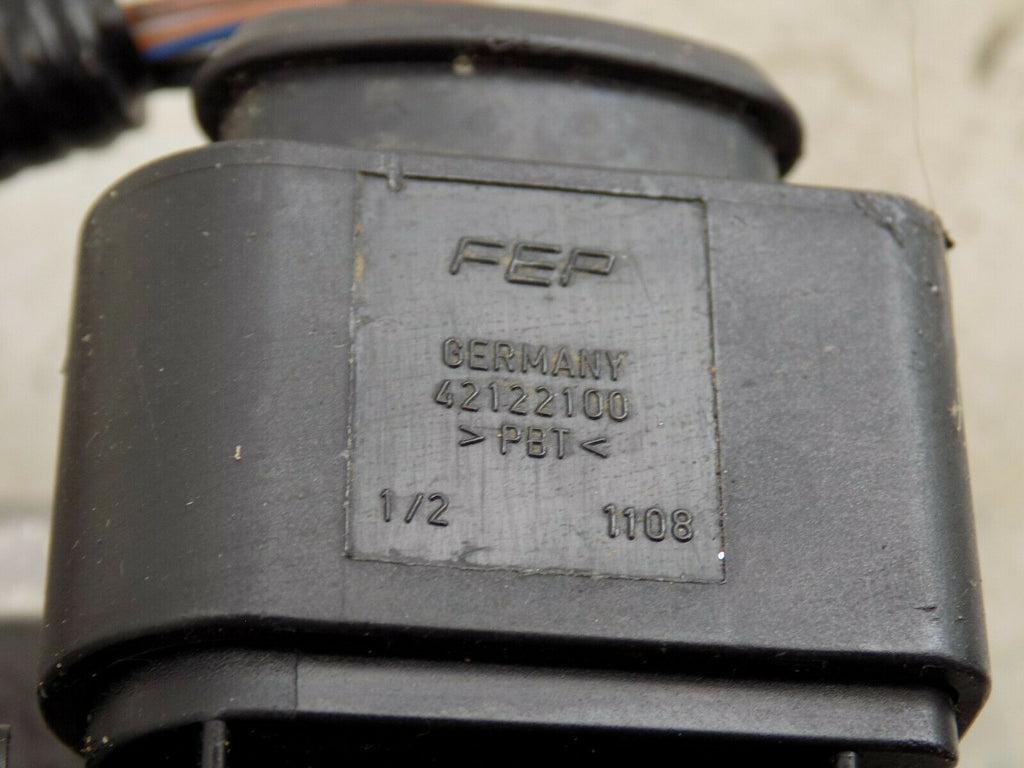 FEP
GERMANY
42122100
> PBT <
1/2 1108